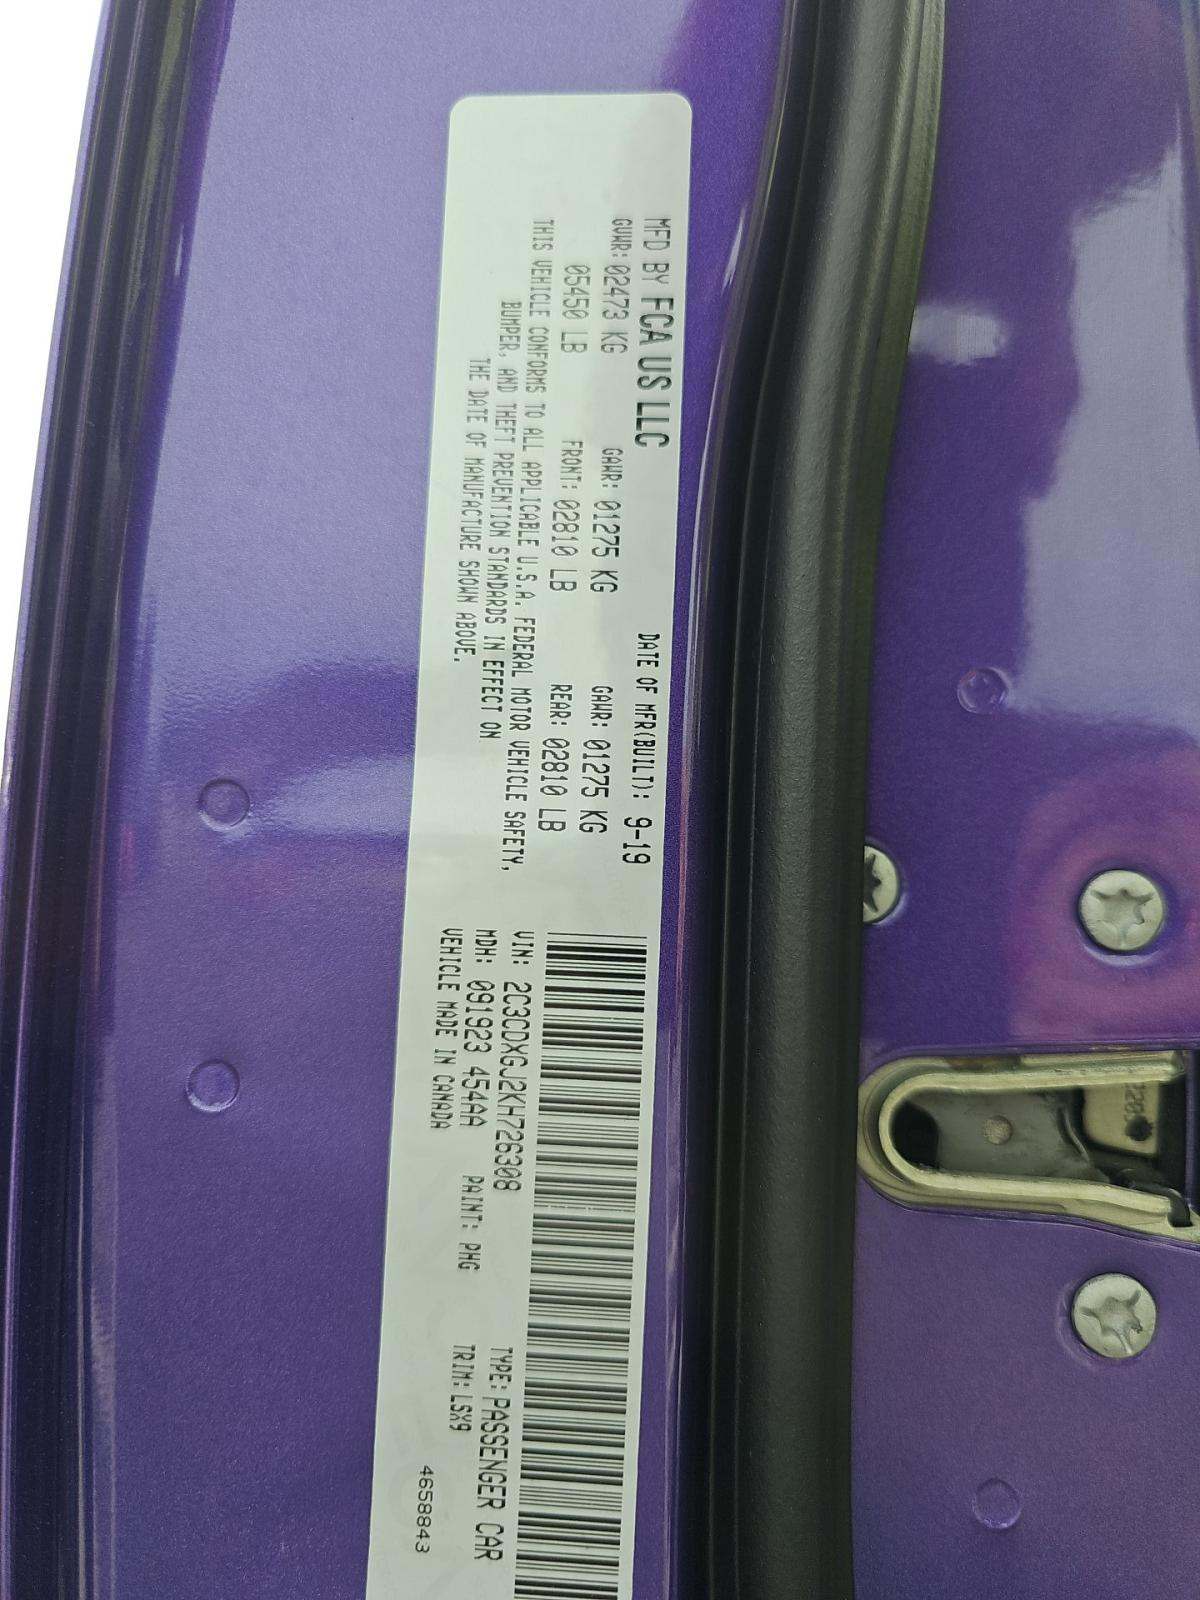 MFD BY FCA US LLC
DATE OF MFR(BUILT): 9-19
GVWR: 02473 KG
GAWR: 01275 KG
GAWR: 01275 KG
05450 LB
FRONT: 02810 LB
REAR: 02810 LB
THIS VEHICLE CONFORMS TO ALL APPLICABLE U.S.A. FEDERAL MOTOR VEHICLE SAFETY,
BUMPER, AND THEFT PREVENTION STANDARDS IN EFFECT ON
THE DATE OF MANUFACTURE SHOWN ABOVE.
VIN: 2C3CDXGJ2KH726308
TYPE: PASSENGER CAR
MDH: 091923 454AA
PAINT: PHG
TRIM: LSX9
VEHICLE MADE IN CANADA
4658843